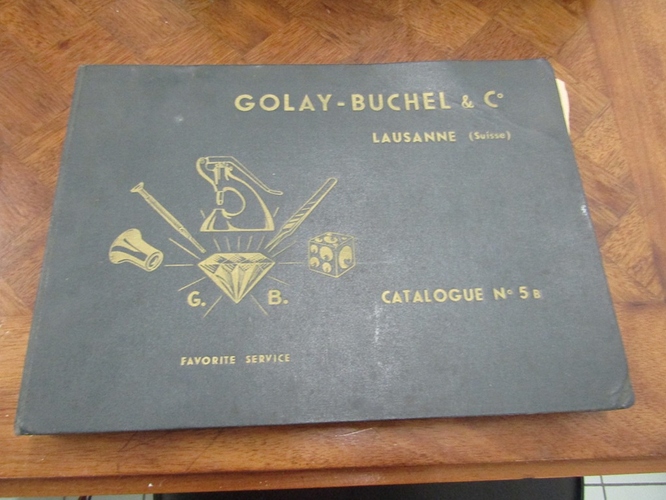 GOLAY-BUCHEL & Cº
LAUSANNE (Suisse)
G. B.
CATALOGUE Nº 5 B
FAVORITE SERVICE